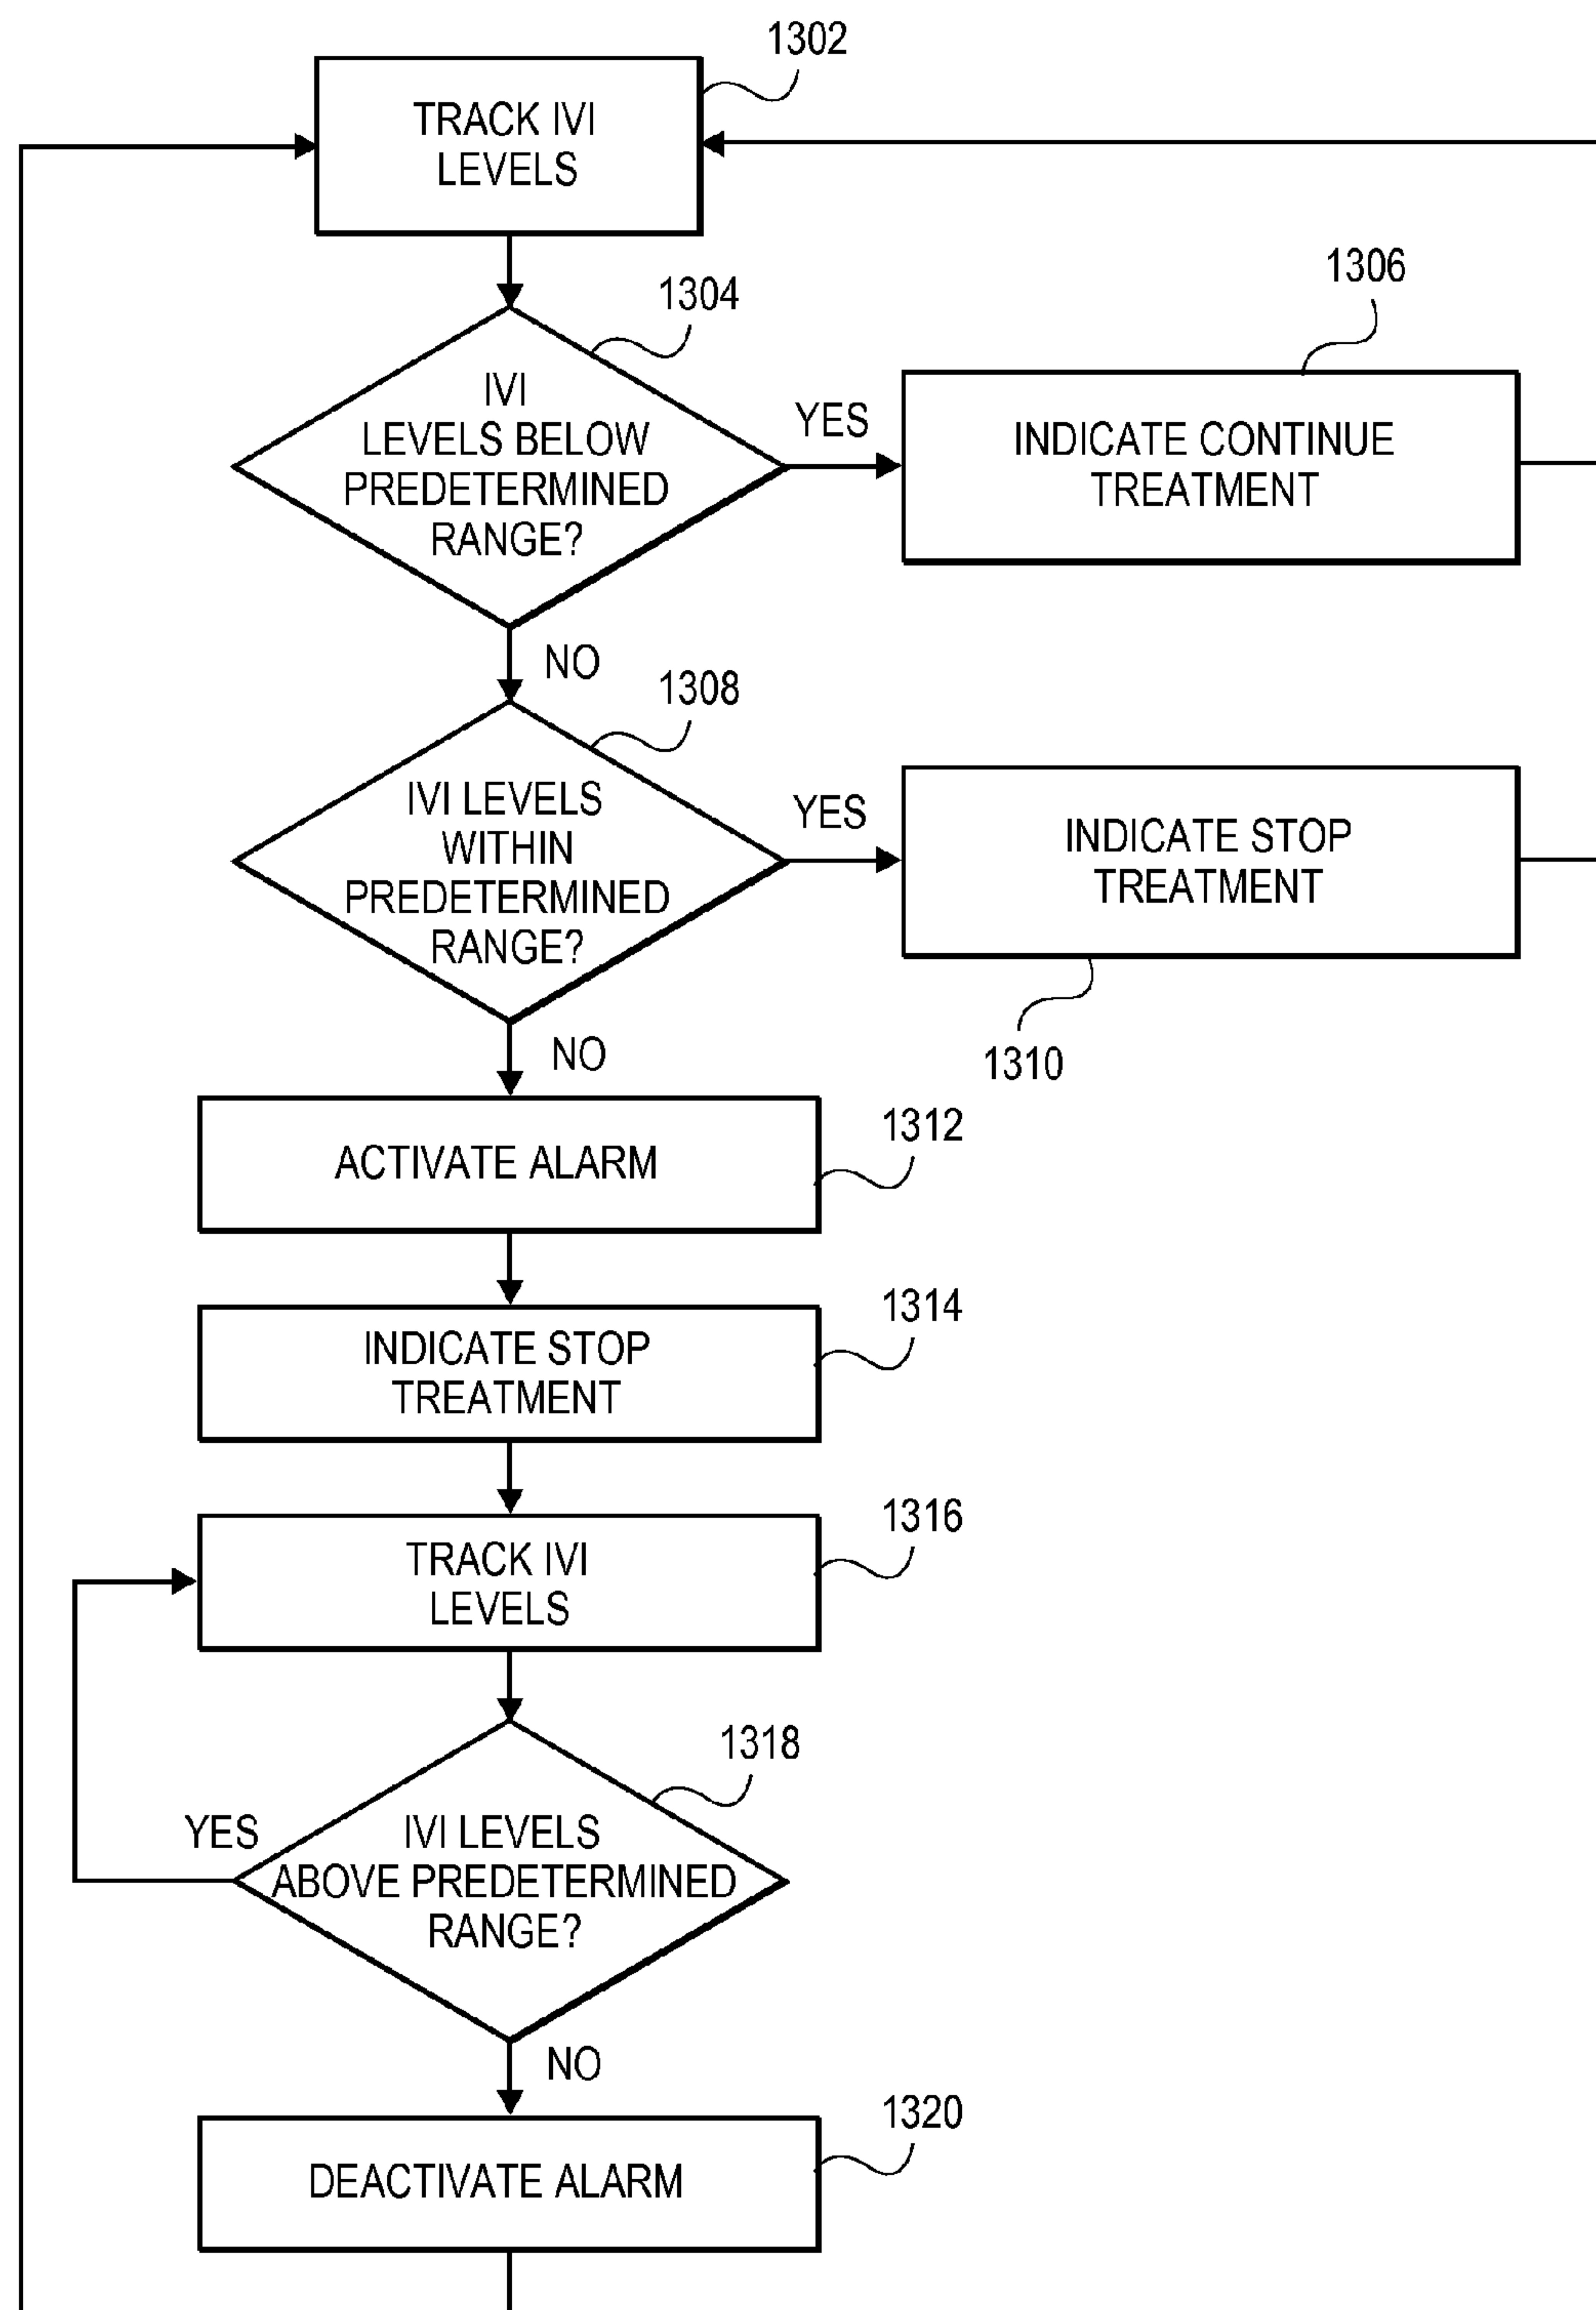 1302
TRACK IVI
LEVELS
1304
IVI
LEVELS BELOW
PREDETERMINED
RANGE?
YES
1306
INDICATE CONTINUE
TREATMENT
NO
1308
IVI LEVELS
WITHIN
PREDETERMINED
RANGE?
YES
INDICATE STOP
TREATMENT
1310
NO
ACTIVATE ALARM
1312
INDICATE STOP
TREATMENT
1314
TRACK IVI
LEVELS
1316
1318
YES
IVI LEVELS
ABOVE PREDETERMINED
RANGE?
NO
1320
DEACTIVATE ALARM